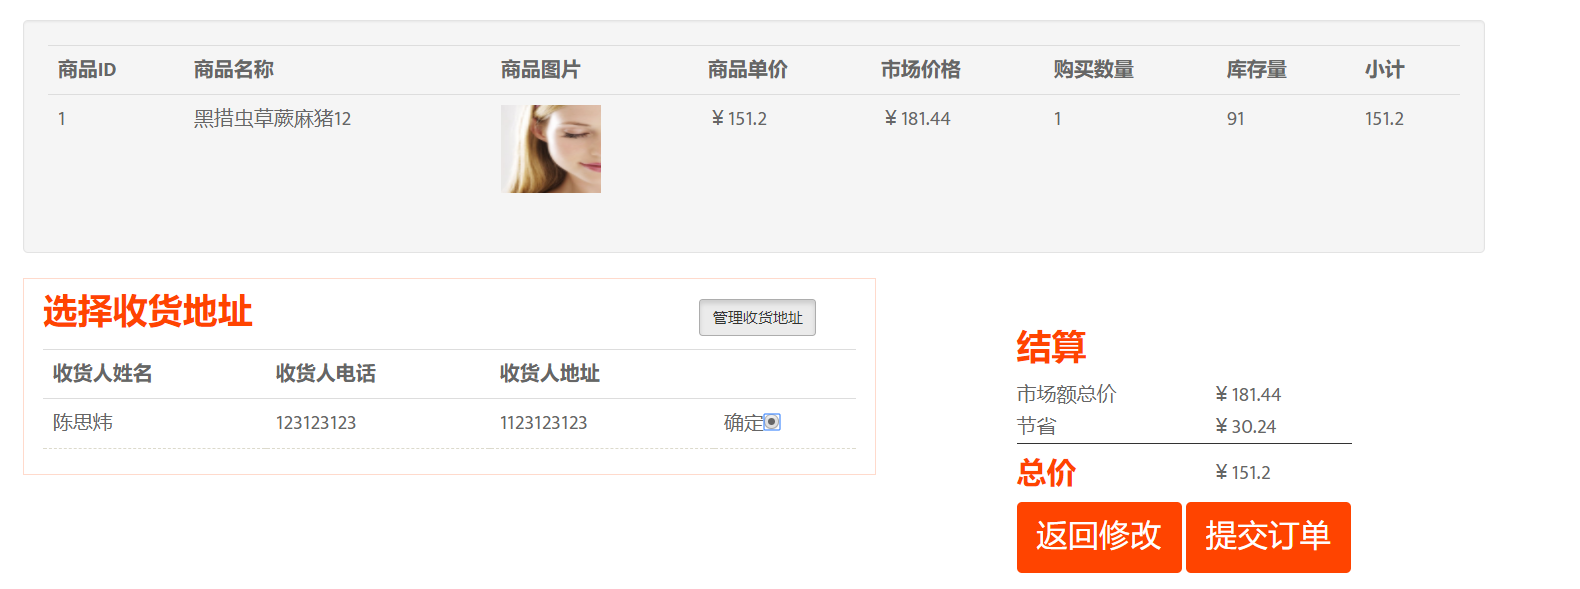 商品ID 商品名称 商品图片 商品单价 市场价格 购买数量 库存量 小计
1 黑措虫草蕨麻猪12 ¥ 151.2 ¥ 181.44 1 91 151.2
选择收货地址 管理收货地址
收货人姓名 收货人电话 收货人地址
陈思炜 123123123 1123123123 确定
结算
市场额总价 ¥ 181.44
节省 ¥ 30.24
总价 ¥ 151.2
返回修改 提交订单